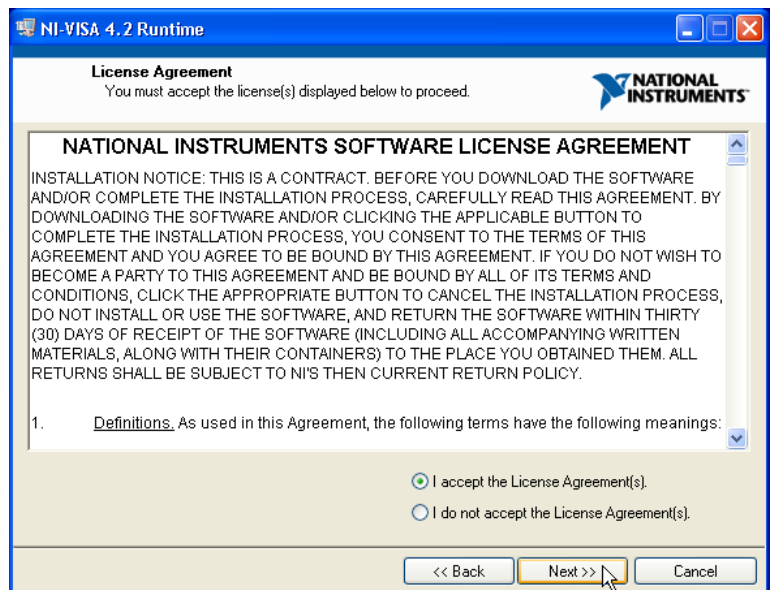 NI-VISA 4.2 Runtime
License Agreement
You must accept the license(s) displayed below to proceed.
NATIONAL
INSTRUMENTS
NATIONAL INSTRUMENTS SOFTWARE LICENSE AGREEMENT
INSTALLATION NOTICE: THIS IS A CONTRACT. BEFORE YOU DOWNLOAD THE SOFTWARE
AND/OR COMPLETE THE INSTALLATION PROCESS, CAREFULLY READ THIS AGREEMENT. BY
DOWNLOADING THE SOFTWARE AND/OR CLICKING THE APPLICABLE BUTTON TO
COMPLETE THE INSTALLATION PROCESS, YOU CONSENT TO THE TERMS OF THIS
AGREEMENT AND YOU AGREE TO BE BOUND BY THIS AGREEMENT. IF YOU DO NOT WISH TO
BECOME A PARTY TO THIS AGREEMENT AND BE BOUND BY ALL OF ITS TERMS AND
CONDITIONS, CLICK THE APPROPRIATE BUTTON TO CANCEL THE INSTALLATION PROCESS,
DO NOT INSTALL OR USE THE SOFTWARE, AND RETURN THE SOFTWARE WITHIN THIRTY
(30) DAYS OF RECEIPT OF THE SOFTWARE (INCLUDING ALL ACCOMPANYING WRITTEN
MATERIALS, ALONG WITH THEIR CONTAINERS) TO THE PLACE YOU OBTAINED THEM. ALL
RETURNS SHALL BE SUBJECT TO NI'S THEN CURRENT RETURN POLICY.
1. Definitions. As used in this Agreement, the following terms have the following meanings:
I accept the License Agreement(s).
I do not accept the License Agreement(s).
<< Back Next >> Cancel